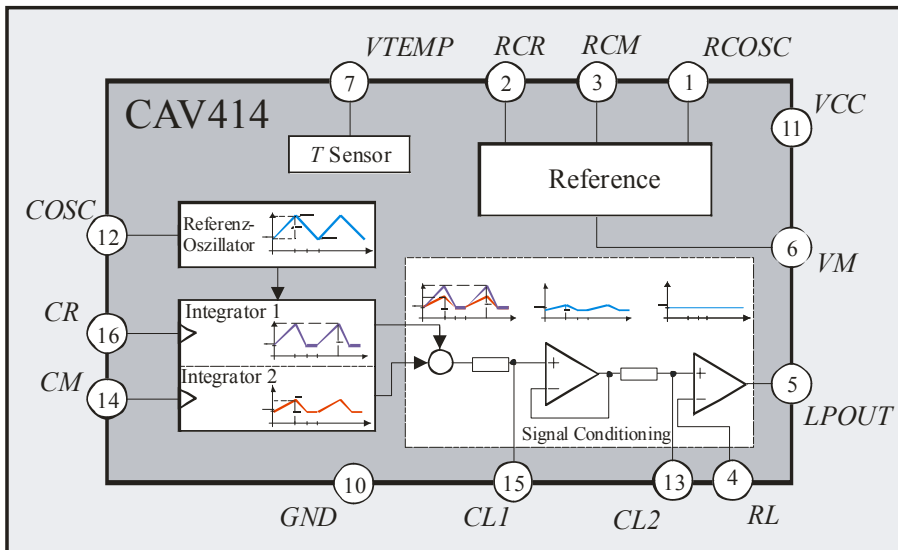 VTEMP RCR RCM RCOSC
7 2 3 1
VCC
11
CAV414
T Sensor
Reference
COSC
12
Referenz-
Oszillator
6
VM
CR
16
Integrator 1
CM
14
Integrator 2
+
−
+
−
5
LPOUT
Signal Conditioning
10 15 13 4
GND CL1 CL2 RL